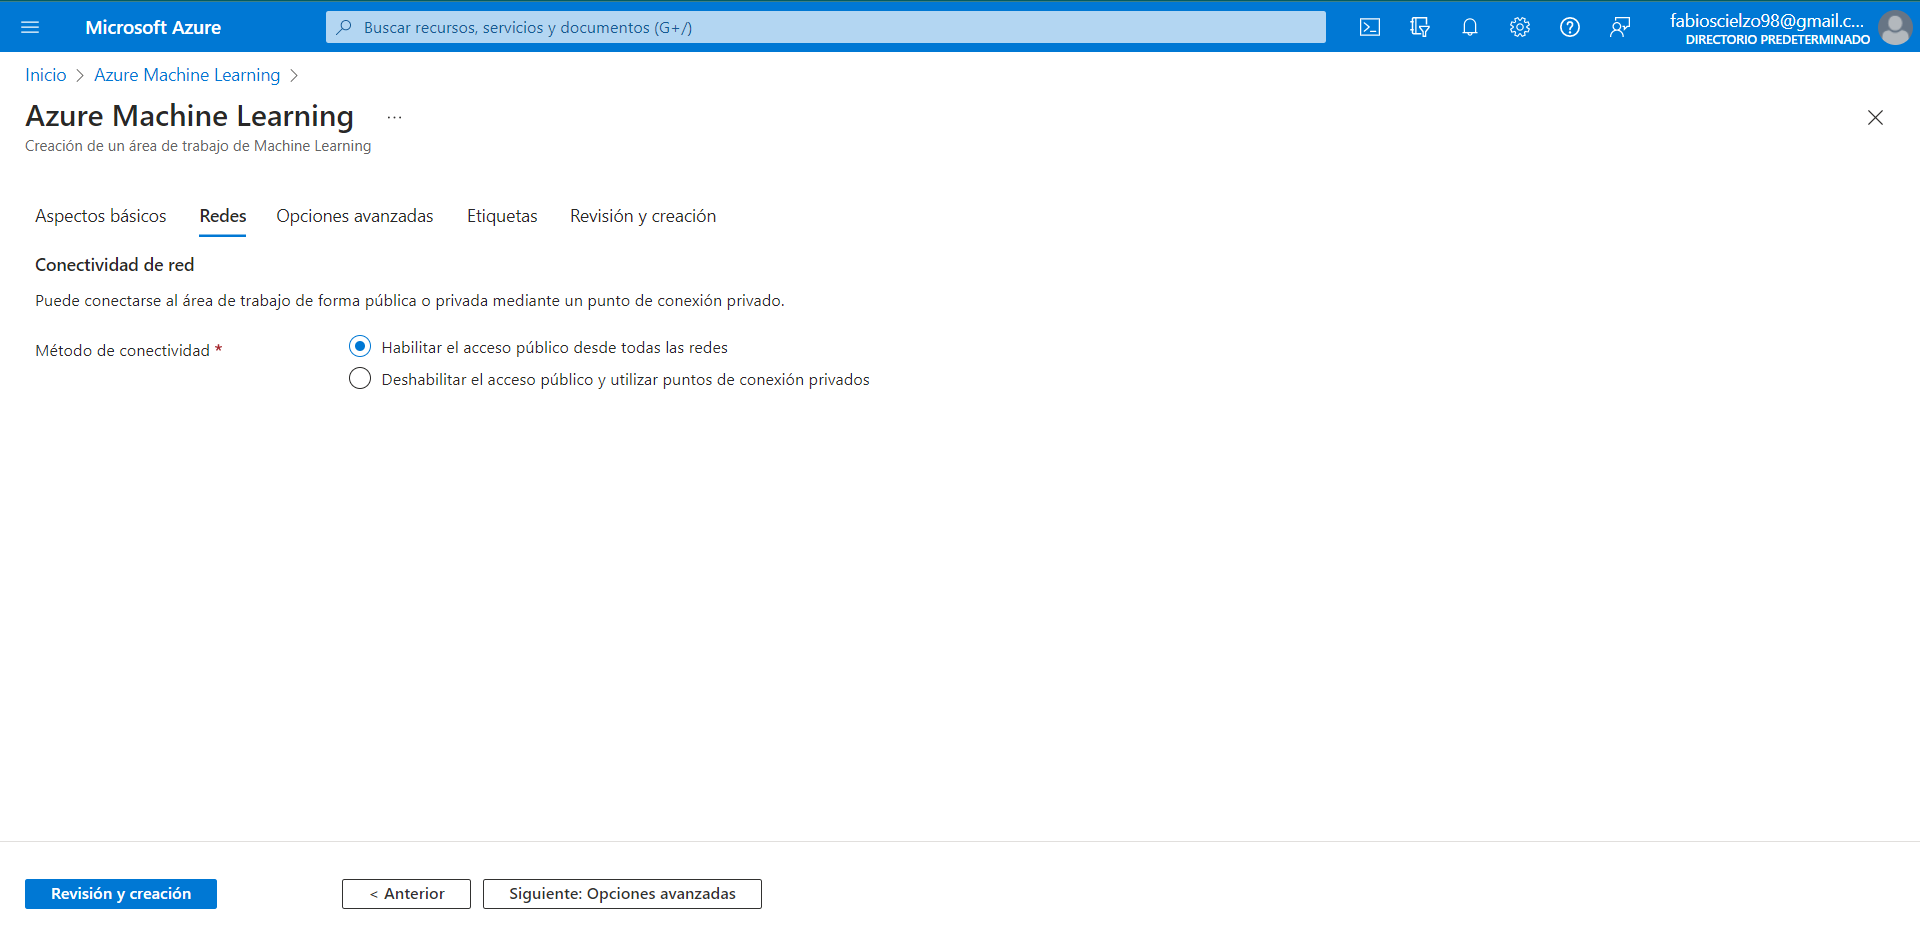 Microsoft Azure
Buscar recursos, servicios y documentos (G+/)
fabioscielzo98@gmail.c...
DIRECTORIO PREDETERMINADO
Inicio > Azure Machine Learning >
Azure Machine Learning ...
Creación de un área de trabajo de Machine Learning
Aspectos básicos Redes Opciones avanzadas Etiquetas Revisión y creación
Conectividad de red
Puede conectarse al área de trabajo de forma pública o privada mediante un punto de conexión privado.
Método de conectividad *
Habilitar el acceso público desde todas las redes
Deshabilitar el acceso público y utilizar puntos de conexión privados
Revisión y creación
< Anterior
Siguiente: Opciones avanzadas